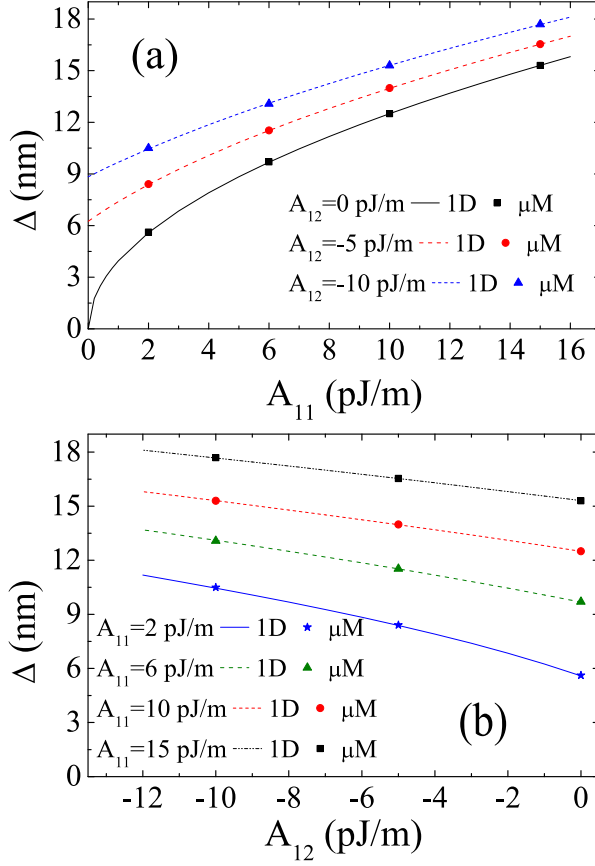 (a)
18
15
12
9
6
3
0
Δ (nm)
A12=0 pJ/m 1D μM
A12=-5 pJ/m 1D μM
A12=-10 pJ/m 1D μM
0 2 4 6 8 10 12 14 16
A11 (pJ/m)
18
15
12
9
6
3
0
Δ (nm)
A11=2 pJ/m 1D μM
A11=6 pJ/m 1D μM
A11=10 pJ/m 1D μM
A11=15 pJ/m 1D μM
(b)
-12 -10 -8 -6 -4 -2 0
A12 (pJ/m)